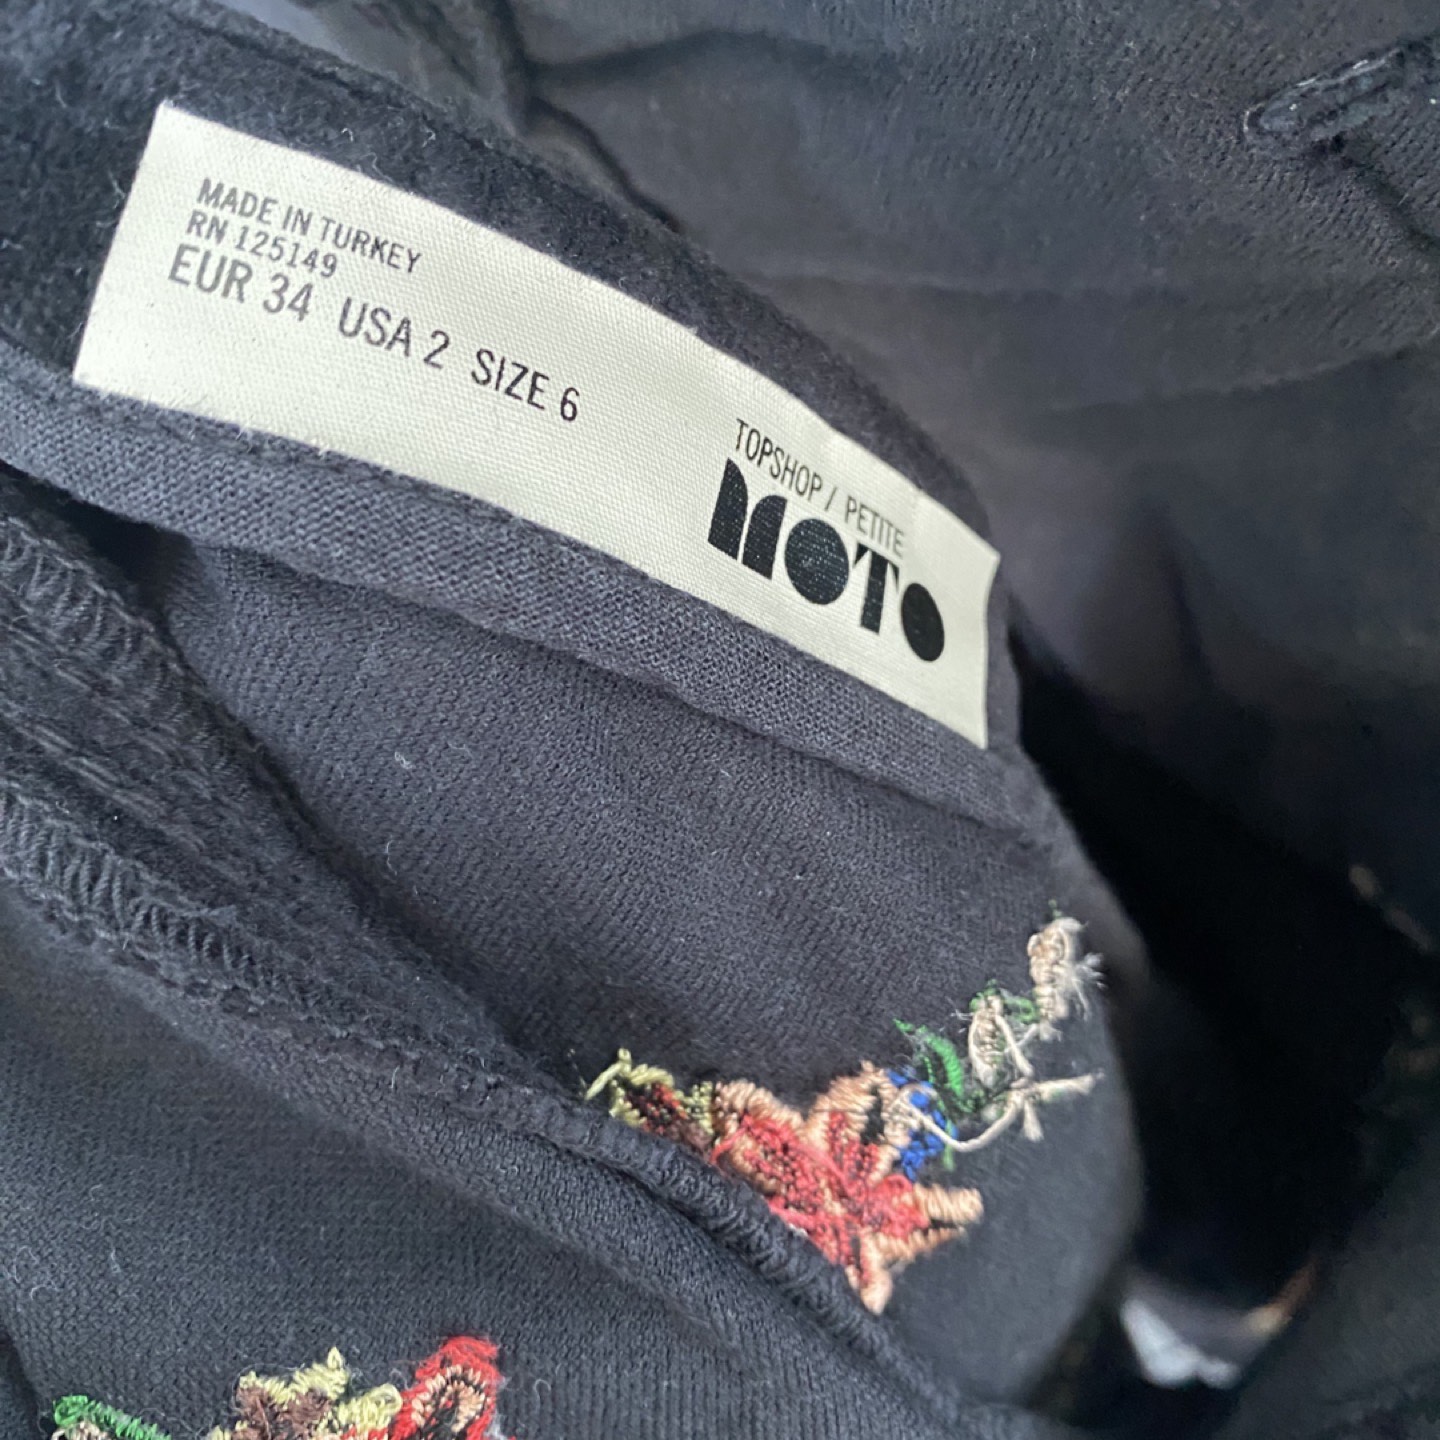 MADE IN TURKEY
RN 125149
EUR 34 USA 2 SIZE 6
TOPSHOP / PETITE
MOTO